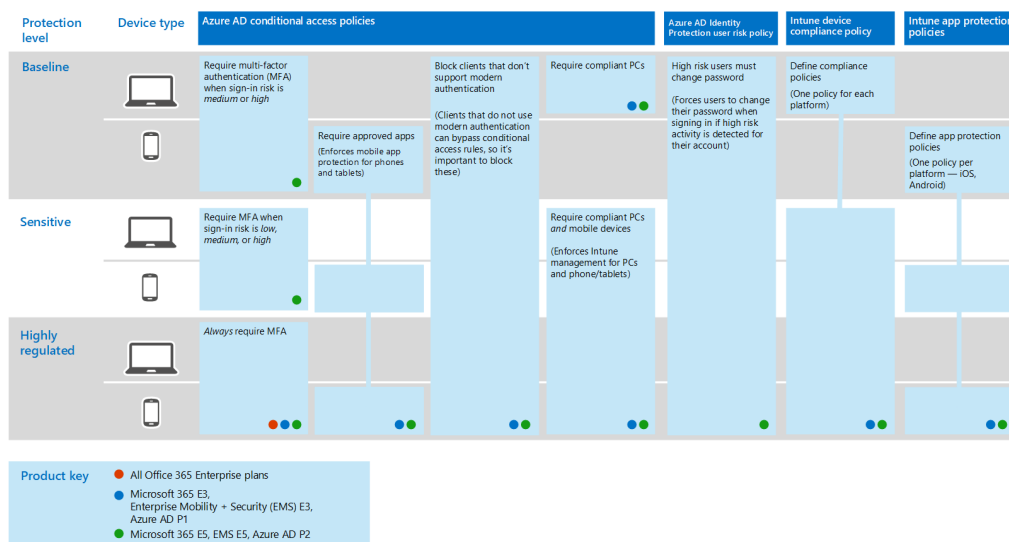 Protection
level
Device type
Azure AD conditional access policies
Azure AD Identity
Protection user risk policy
Intune device
compliance policy
Intune app protection
policies
Baseline
Require multi-factor
authentication (MFA)
when sign-in risk is
medium or high
Require approved apps
(Enforces mobile app
protection for phones
and tablets)
Block clients that don't
support modern
authentication
(Clients that do not use
modern authentication
can bypass conditional
access rules, so it's
important to block
these)
Require compliant PCs
High risk users must
change password
(Forces users to change
their password when
signing in if high risk
activity is detected for
their account)
Define compliance
policies
(One policy for each
platform)
Define app protection
policies
(One policy per
platform — iOS,
Android)
Sensitive
Require MFA when
sign-in risk is low,
medium, or high
Require compliant PCs
and mobile devices
(Enforces Intune
management for PCs
and phone/tablets)
Highly
regulated
Always require MFA
Product key
All Office 365 Enterprise plans
Microsoft 365 E3,
Enterprise Mobility + Security (EMS) E3,
Azure AD P1
Microsoft 365 E5, EMS E5, Azure AD P2